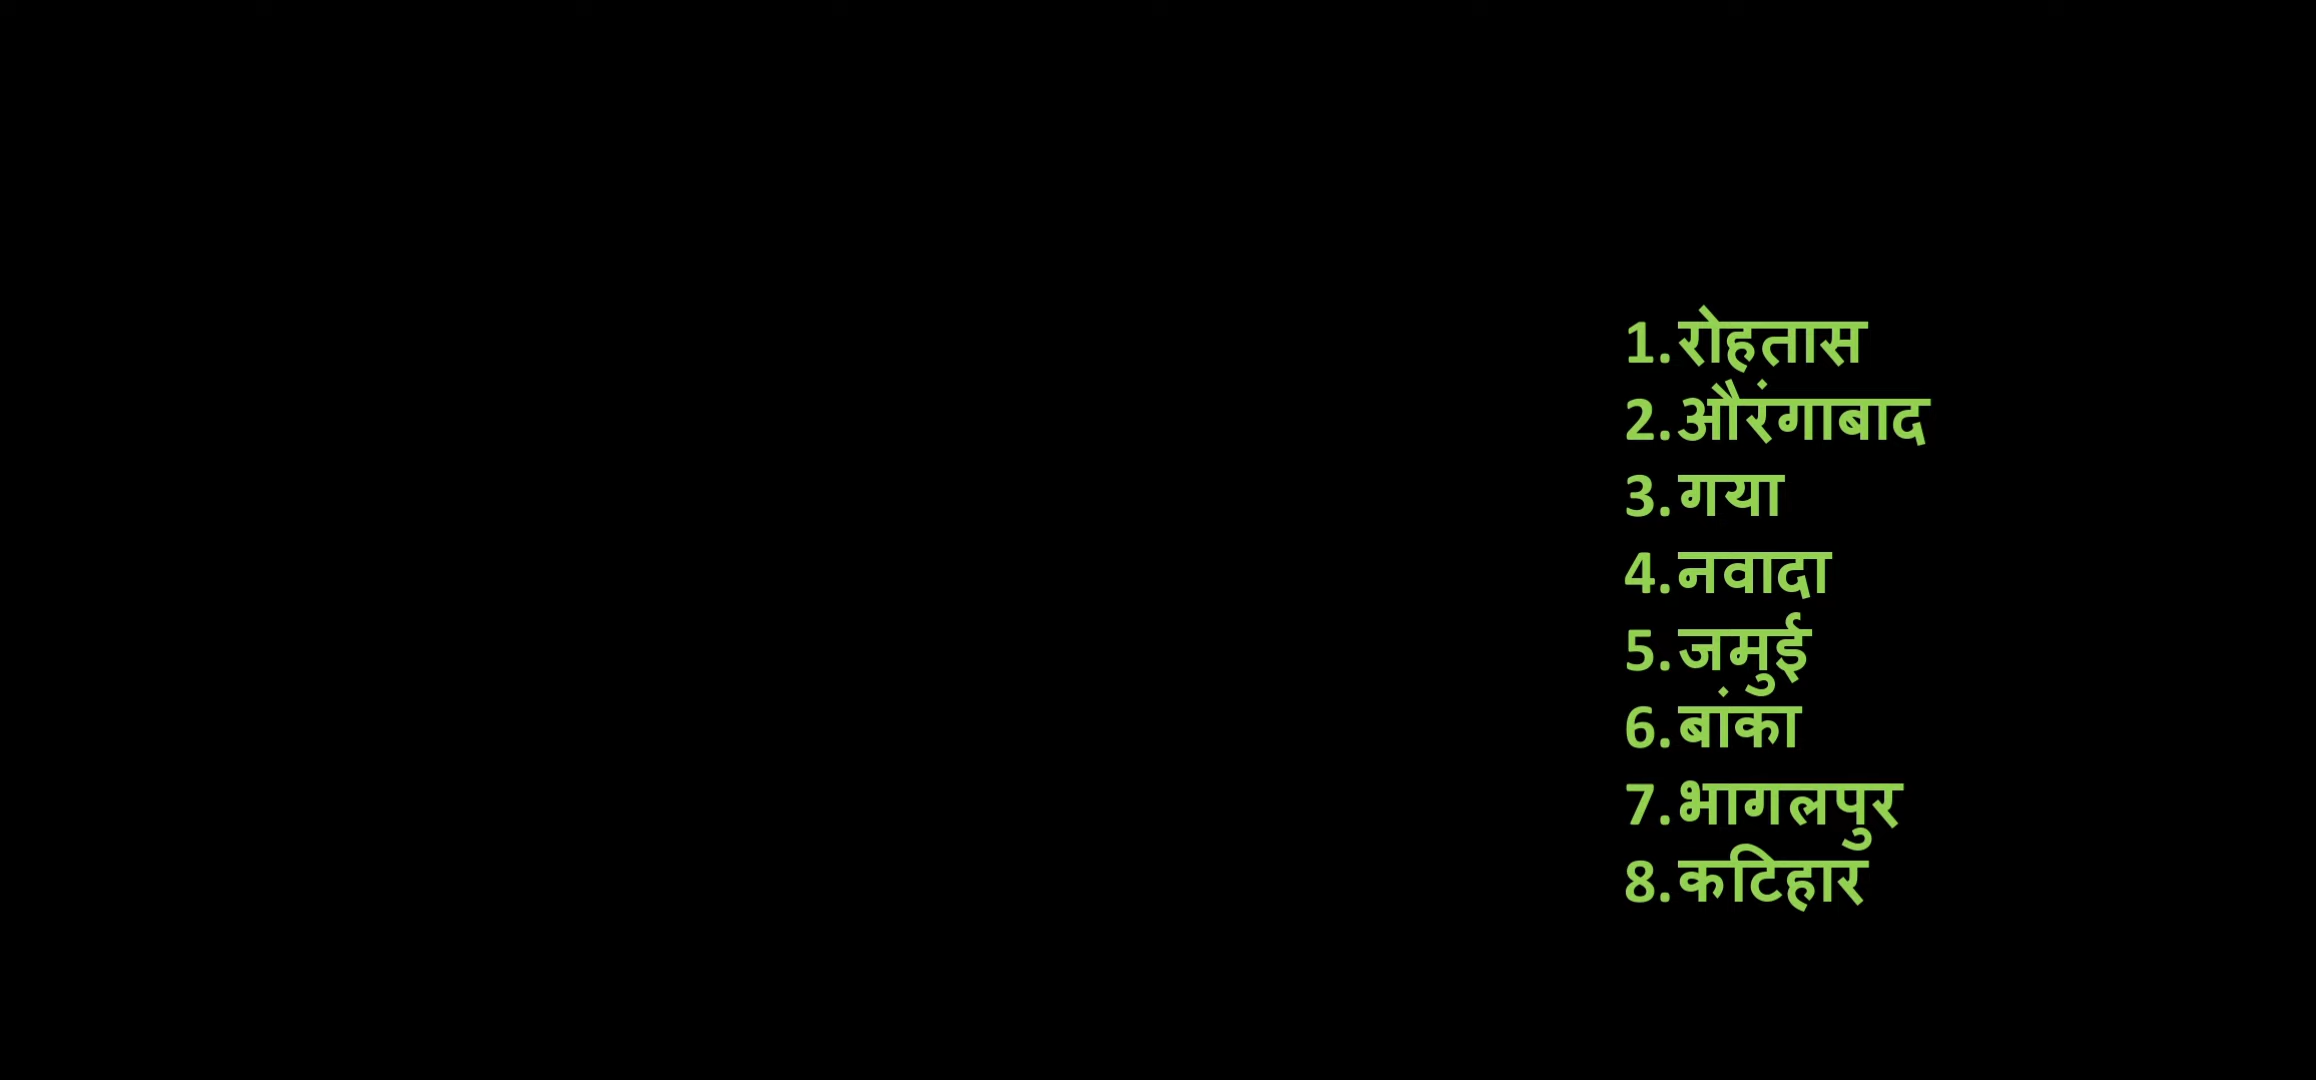 1.रोहतास
2.औरंगाबाद
3.गया
4.नवादा
5.जमुई
6.बांका
7.भागलपुर
8.कटिहार